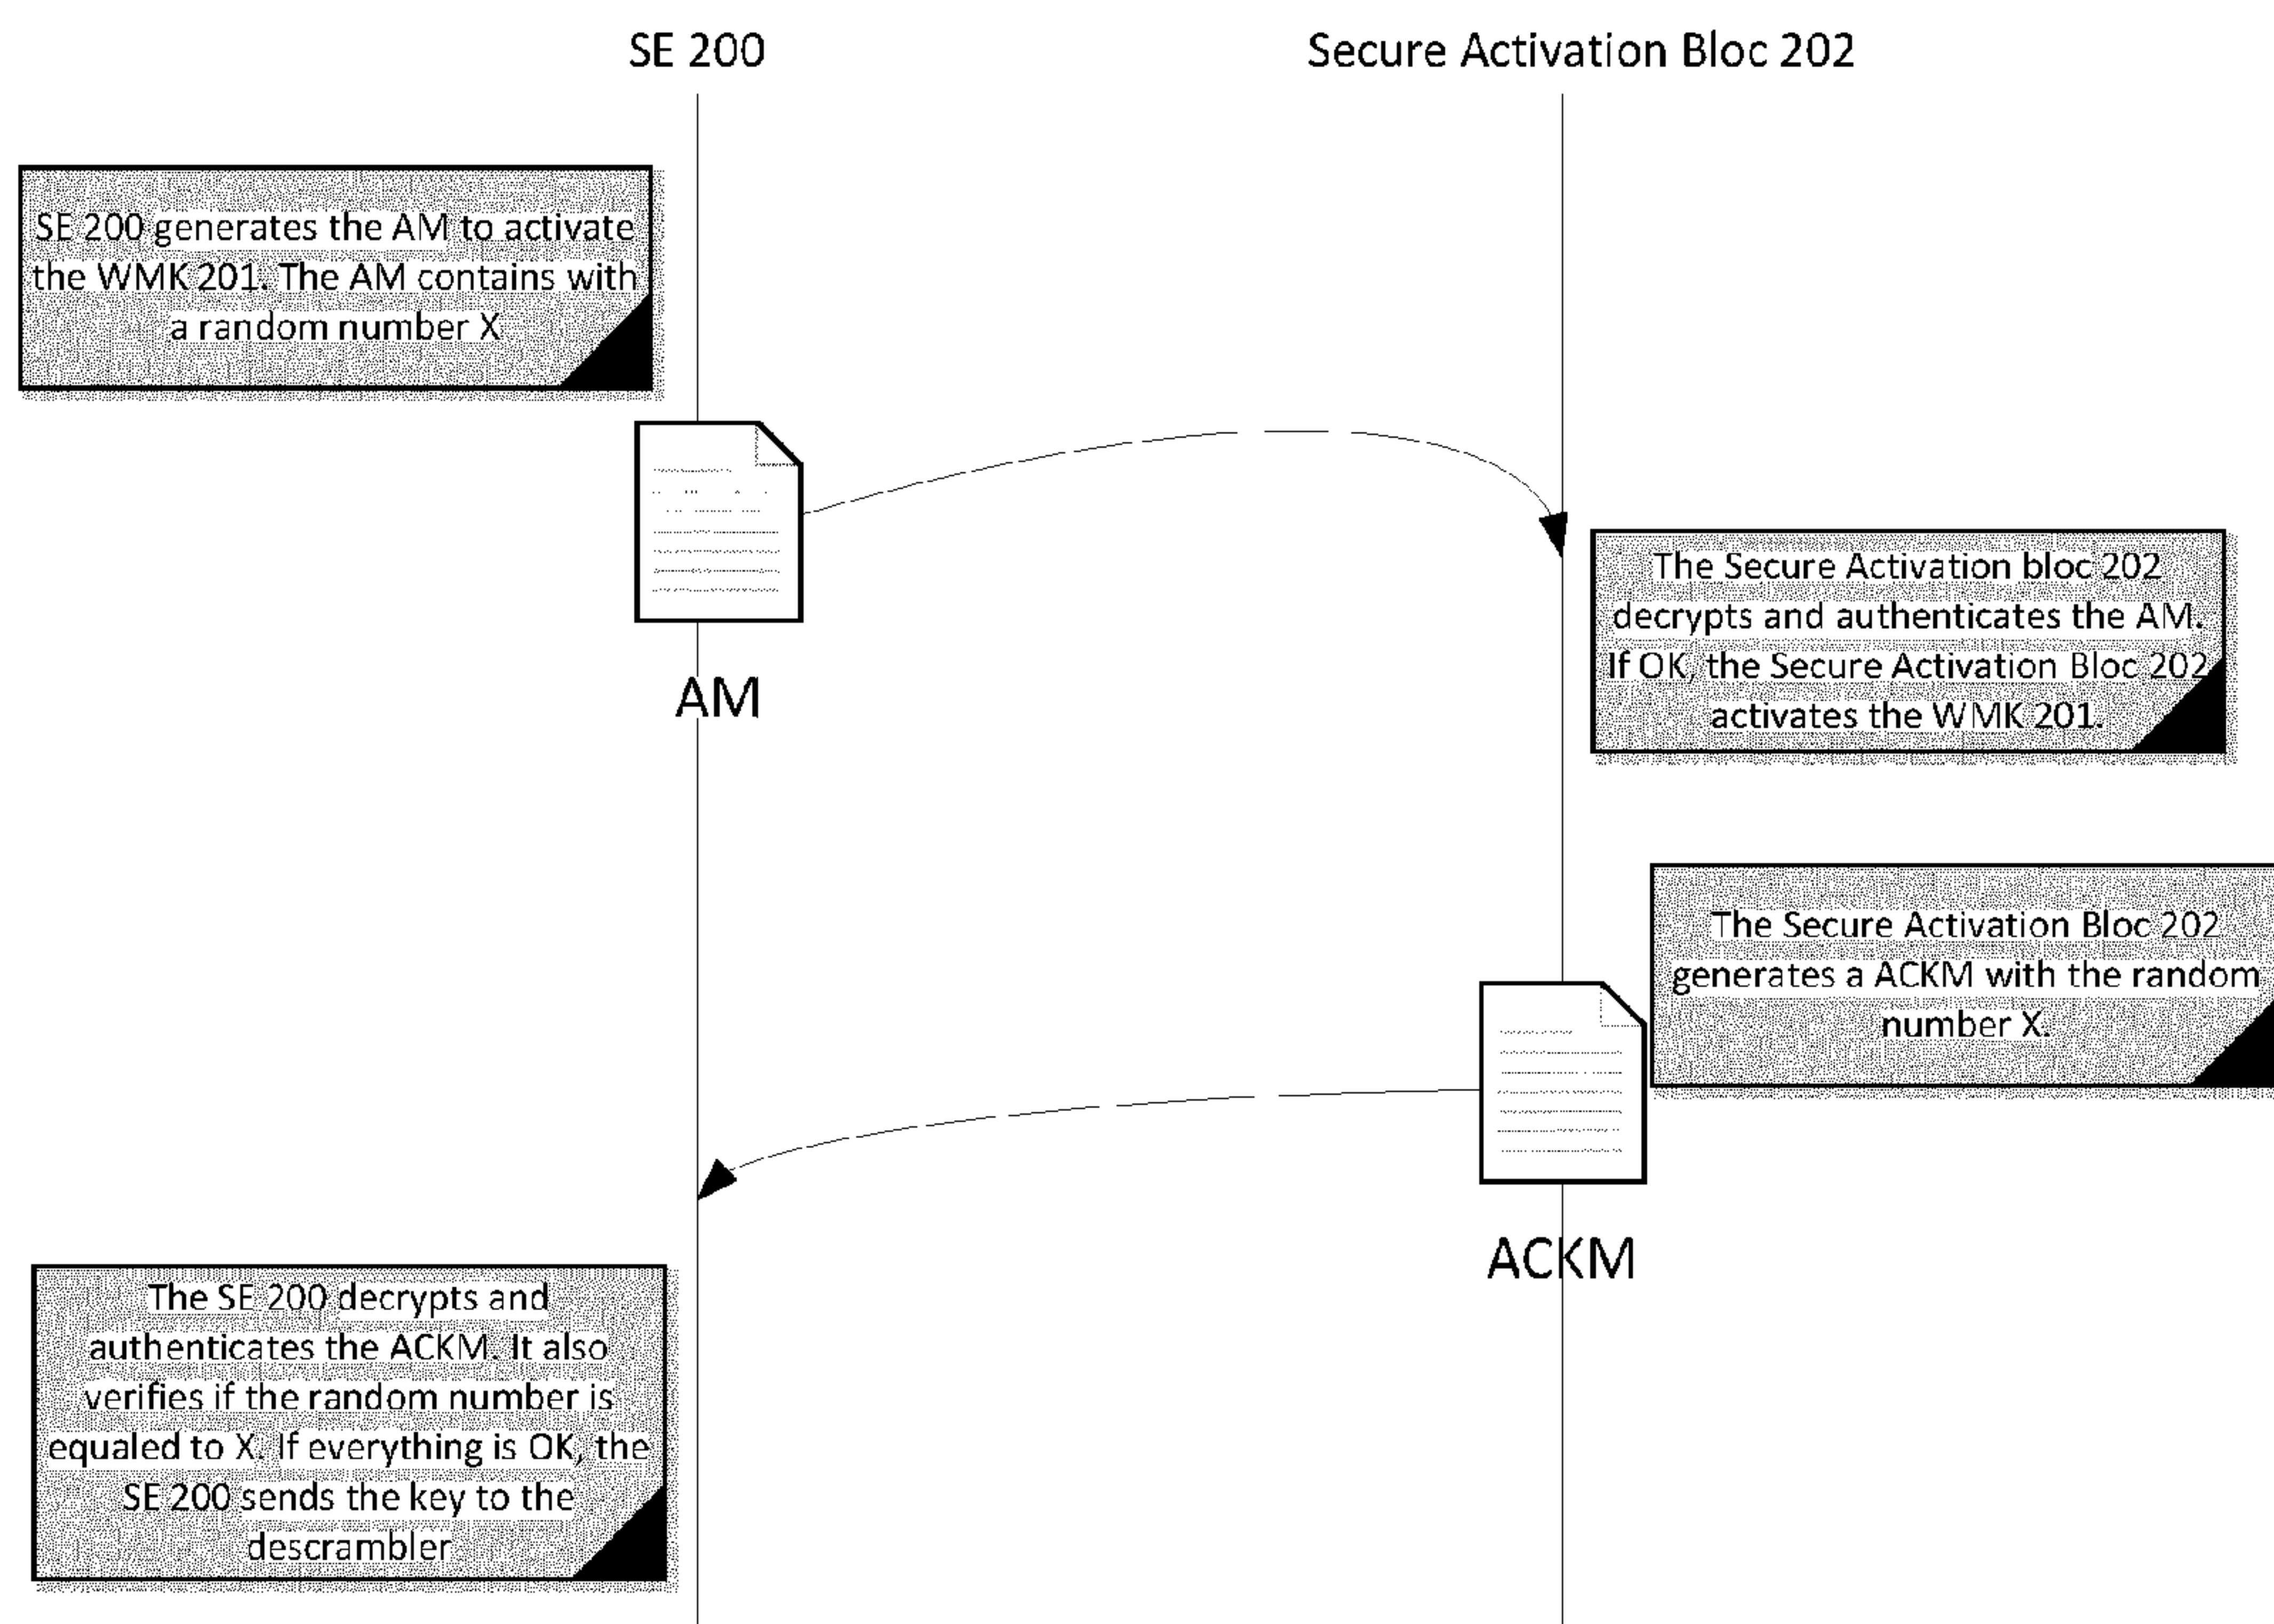 SE 200
Secure Activation Bloc 202
SE 200 generates the AM to activate
the WMK 201. The AM contains with
a random number X
AM
The Secure Activation bloc 202
decrypts and authenticates the AM.
If OK, the Secure Activation Bloc 202
activates the WMK 201.
The Secure Activation Bloc 202
generates a ACKM with the random
number X.
ACKM
The SE 200 decrypts and
authenticates the ACKM. It also
verifies if the random number is
equaled to X. If everything is OK, the
SE 200 sends the key to the
descrambler